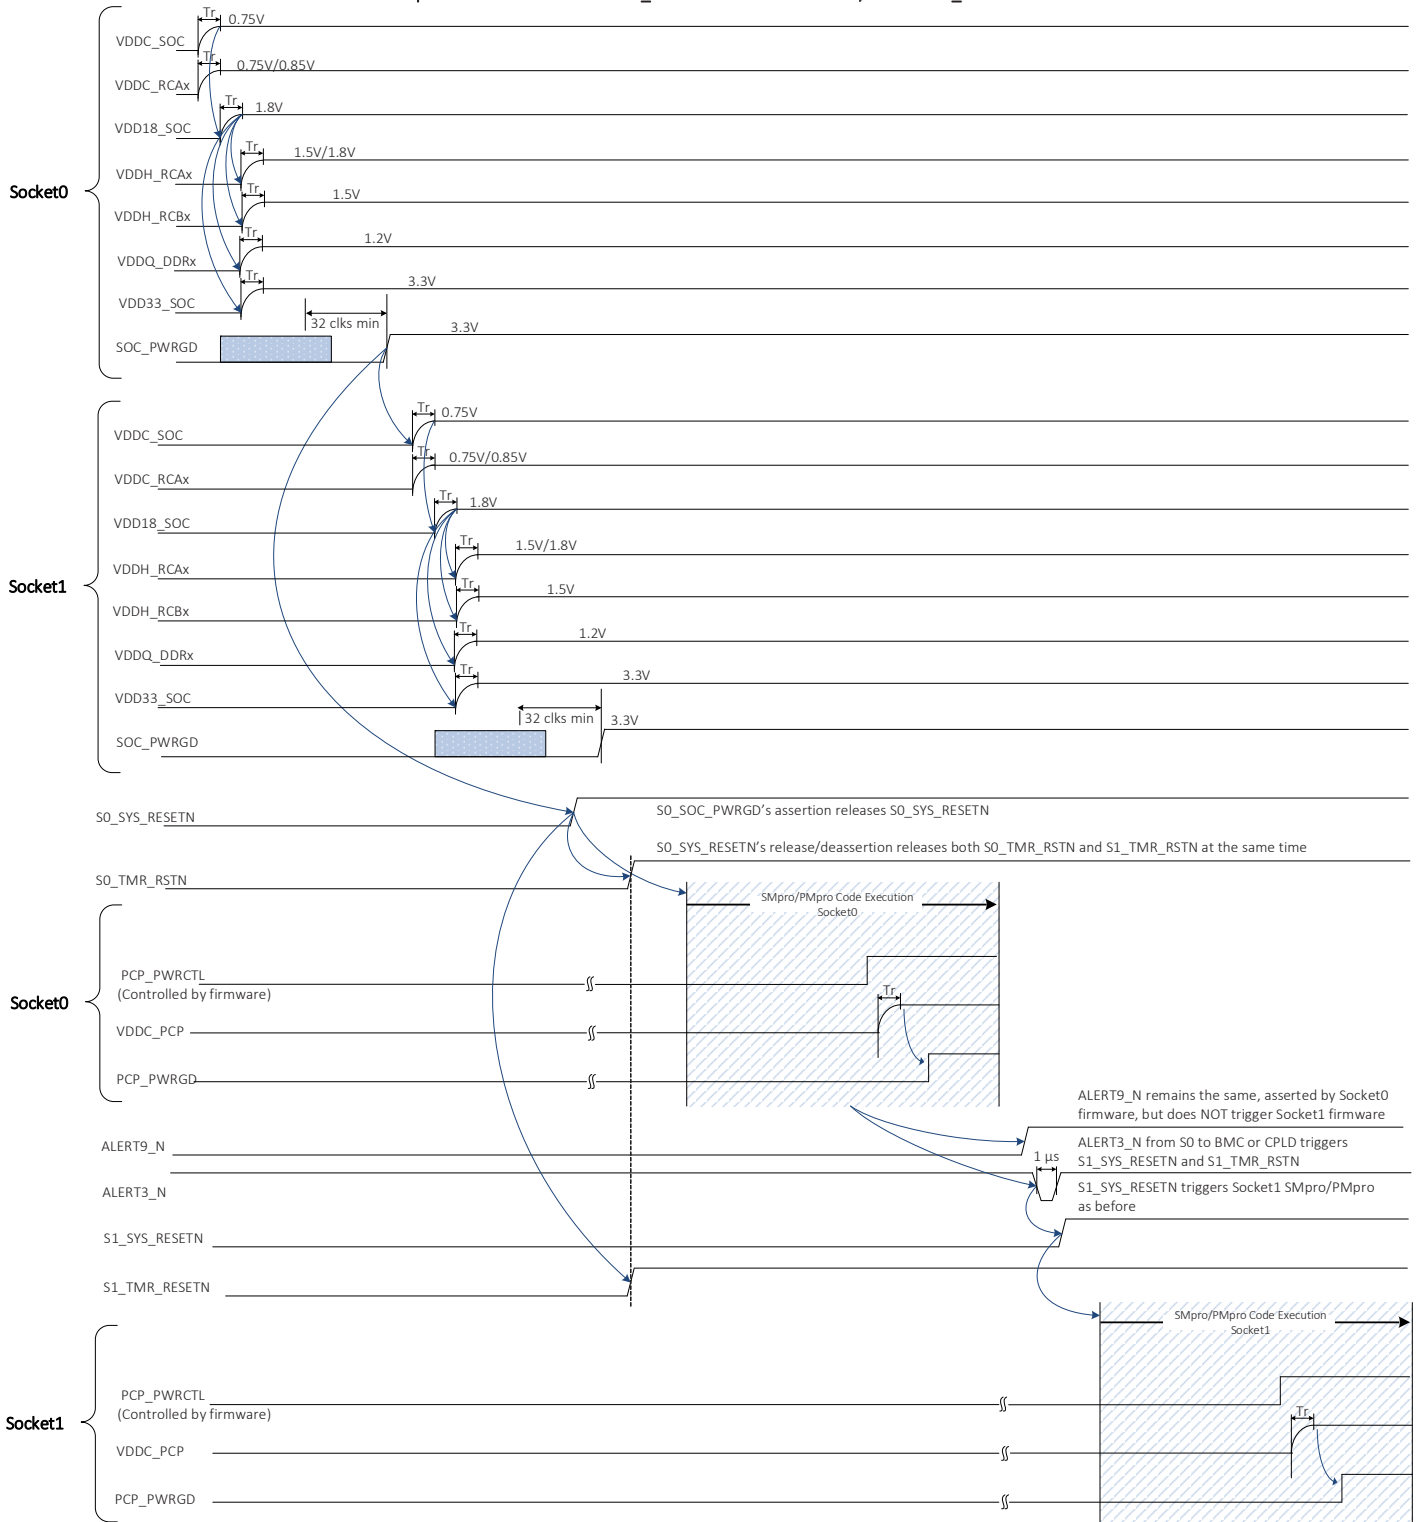 Tr
0.75V
VDDC_SOC
Tr
0.75V/0.85V
VDDC_RCAx
Tr
1.8V
VDD18_SOC
Tr
1.5V/1.8V
VDDH_RCAx
Socket0
Tr
1.5V
VDDH_RCBx
Tr
1.2V
VDDQ_DDRx
Tr
3.3V
VDD33_SOC
32 clks min
3.3V
SOC_PWRGD
Tr
0.75V
VDDC_SOC
Tr
0.75V/0.85V
VDDC_RCAx
Tr
1.8V
VDD18_SOC
Tr
1.5V/1.8V
VDDH_RCAx
Socket1
Tr
1.5V
VDDH_RCBx
Tr
1.2V
VDDQ_DDRx
Tr
3.3V
VDD33_SOC
32 clks min
3.3V
SOC_PWRGD
S0_SYS_RESETN
S0_SOC_PWRGD's assertion releases S0_SYS_RESETN
S0_SYS_RESETN's release/deassertion releases both S0_TMR_RSTN and S1_TMR_RSTN at the same time
S0_TMR_RSTN
SMpro/PMpro Code Execution
Socket0
PCP_PWRCTL
(Controlled by firmware)
Socket0
Tr
VDDC_PCP
PCP_PWRGD
ALERT9_N remains the same, asserted by Socket0
firmware, but does NOT trigger Socket1 firmware
ALERT9_N
ALERT3_N from S0 to BMC or CPLD triggers
S1_SYS_RESETN and S1_TMR_RSTN
1 µs
ALERT3_N
S1_SYS_RESETN triggers Socket1 SMpro/PMpro
as before
S1_SYS_RESETN
S1_TMR_RESETN
SMpro/PMpro Code Execution
Socket1
PCP_PWRCTL
(Controlled by firmware)
Socket1
Tr
VDDC_PCP
PCP_PWRGD